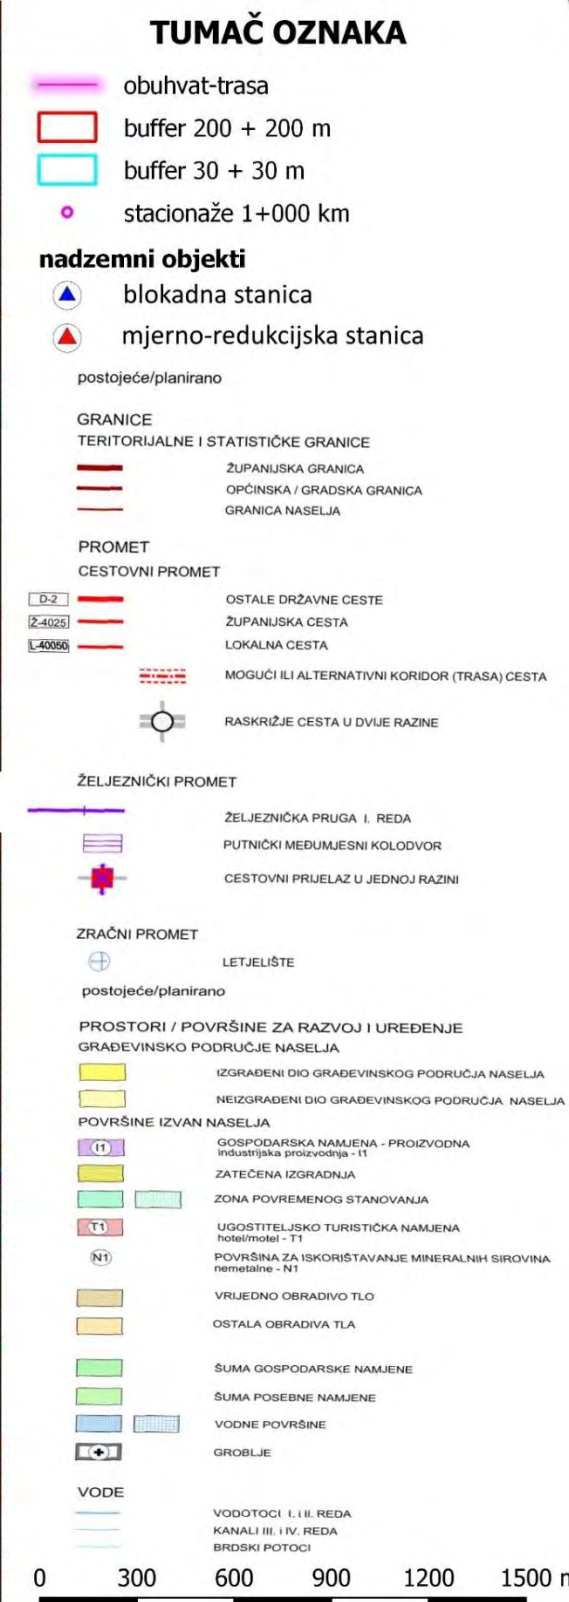 TUMAČ OZNAKA
obuhvat-trasa
buffer 200 + 200 m
buffer 30 + 30 m
stacionaže 1+000 km
nadzemni objekti
blokadna stanica
mjerno-redukcijska stanica
postojeće/planirano
GRANICE
TERITORIJALNE I STATISTIČKE GRANICE
ŽUPANIJSKA GRANICA
OPĆINSKA / GRADSKA GRANICA
GRANICA NASELJA
PROMET
CESTOVNI PROMET
D-2 OSTALE DRŽAVNE CESTE
Ž-4025 ŽUPANIJSKA CESTA
L-40050 LOKALNA CESTA
MOGUĆI ILI ALTERNATIVNI KORIDOR (TRASA) CESTA
RASKRIŽJE CESTA U DVIJE RAZINE
ŽELJEZNIČKI PROMET
ŽELJEZNIČKA PRUGA I. REDA
PUTNIČKI MEĐUMJESNI KOLODVOR
CESTOVNI PRIJELAZ U JEDNOJ RAZINI
ZRAČNI PROMET
LETJELIŠTE
postojeće/planirano
PROSTORI / POVRŠINE ZA RAZVOJ I UREĐENJE
GRAĐEVINSKO PODRUČJE NASELJA
IZGRAĐENI DIO GRAĐEVINSKOG PODRUČJA NASELJA
NEIZGRAĐENI DIO GRAĐEVINSKOG PODRUČJA NASELJA
POVRŠINE IZVAN NASELJA
I1 GOSPODARSKA NAMJENA - PROIZVODNA
industrijska proizvodnja - I1
ZATEČENA IZGRADNJA
ZONA POVREMENOG STANOVANJA
T1 UGOSTITELJSKO TURISTIČKA NAMJENA
hotel/motel - T1
N1 POVRŠINA ZA ISKORIŠTAVANJE MINERALNIH SIROVINA
nemetalne - N1
VRIJEDNO OBRADIVO TLO
OSTALA OBRADIVA TLA
ŠUMA GOSPODARSKE NAMJENE
ŠUMA POSEBNE NAMJENE
VODNE POVRŠINE
GROBLJE
VODE
VODOTOCI I. i II. REDA
KANALI III. i IV. REDA
BRDSKI POTOCI
0 300 600 900 1200 1500 m